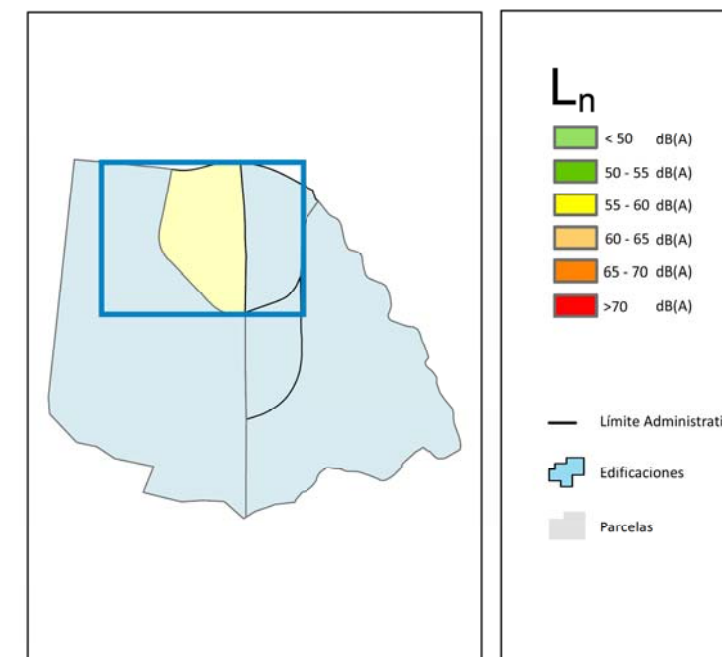 Ln
< 50 dB(A)
50 - 55 dB(A)
55 - 60 dB(A)
60 - 65 dB(A)
65 - 70 dB(A)
>70 dB(A)
Límite Administrati
Edificaciones
Parcelas